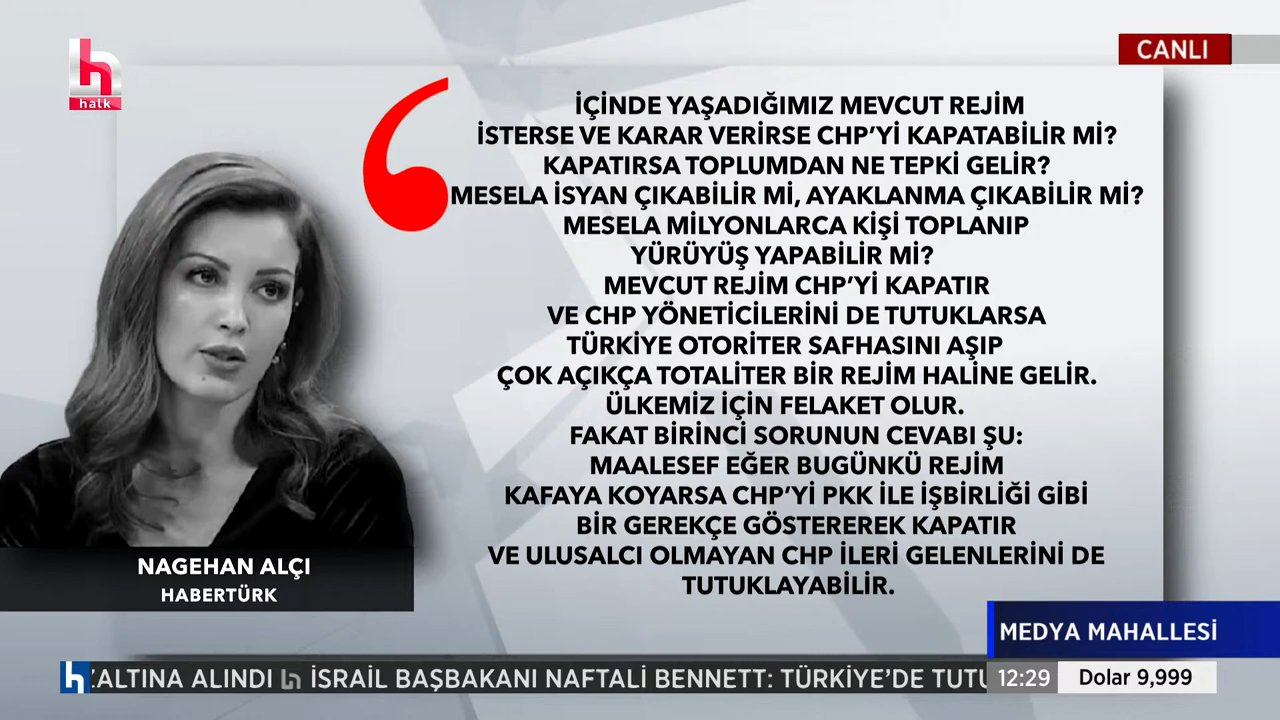 halk
CANLI
İÇİNDE YAŞADIĞIMIZ MEVCUT REJİM
İSTERSE VE KARAR VERİRSE CHP'Yİ KAPATABİLİR Mİ?
KAPATIRSA TOPLUMDAN NE TEPKİ GELİR?
MESELA İSYAN ÇIKABİLİR Mİ, AYAKLANMA ÇIKABİLİR Mİ?
MESELA MİLYONLARCA KİŞİ TOPLANIP
YÜRÜYÜŞ YAPABİLİR Mİ?
MEVCUT REJİM CHP'Yİ KAPATIR
VE CHP YÖNETİCİLERİNİ DE TUTUKLARSA
TÜRKİYE OTORİTER SAFHASINI AŞIP
ÇOK AÇIKÇA TOTALİTER BİR REJİM HALİNE GELİR.
ÜLKEMİZ İÇİN FELAKET OLUR.
FAKAT BİRİNCİ SORUNUN CEVABI ŞU:
MAALESEF EĞER BUGÜNKÜ REJİM
KAFAYA KOYARSA CHP'Yİ PKK İLE İŞBİRLİĞİ GİBİ
BİR GEREKÇE GÖSTEREREK KAPATIR
VE ULUSALCI OLMAYAN CHP İLERİ GELENLERİNİ DE
TUTUKLAYABİLİR.
NAGEHAN ALÇI
HABERTÜRK
MEDYA MAHALLESİ
ZALTINA ALINDI h İSRAİL BAŞBAKANI NAFTALI BENNETT: TÜRKİYE'DE TUTU
12:29 Dolar 9,999